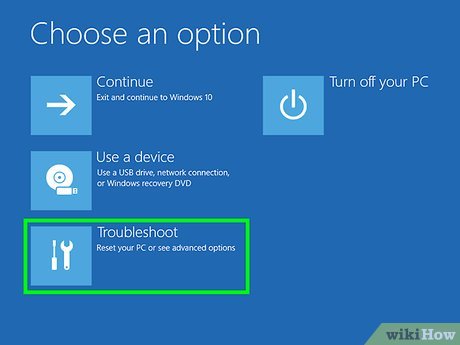 Choose an option
Continue
Exit and continue to Windows 10
Turn off your PC
Use a device
Use a USB drive, network connection,
or Windows recovery DVD
Troubleshoot
Reset your PC or see advanced options
wikiHow